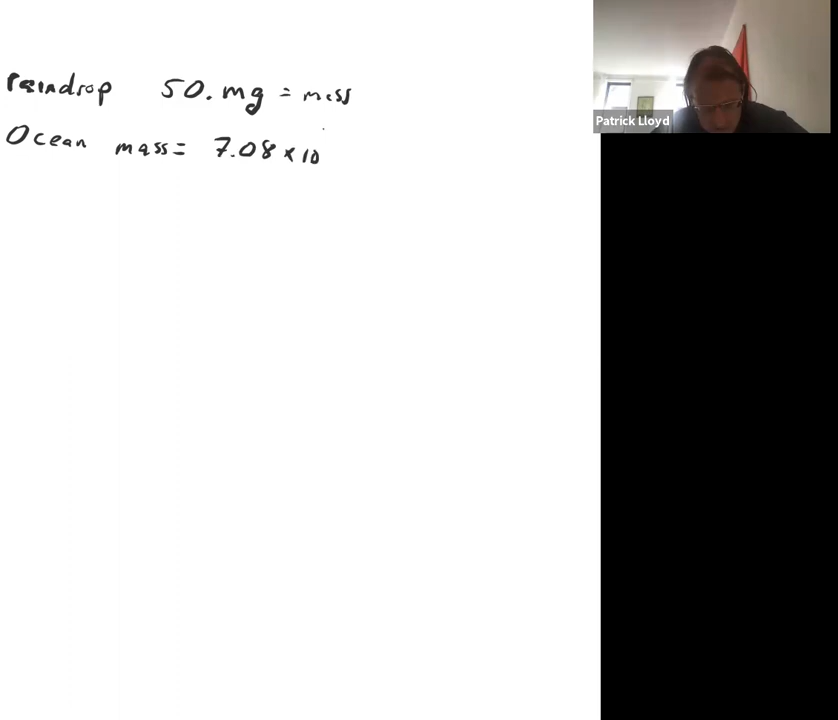 raindrop 50. mg = mass
Ocean mass = 7.08 x 10
Patrick Lloyd